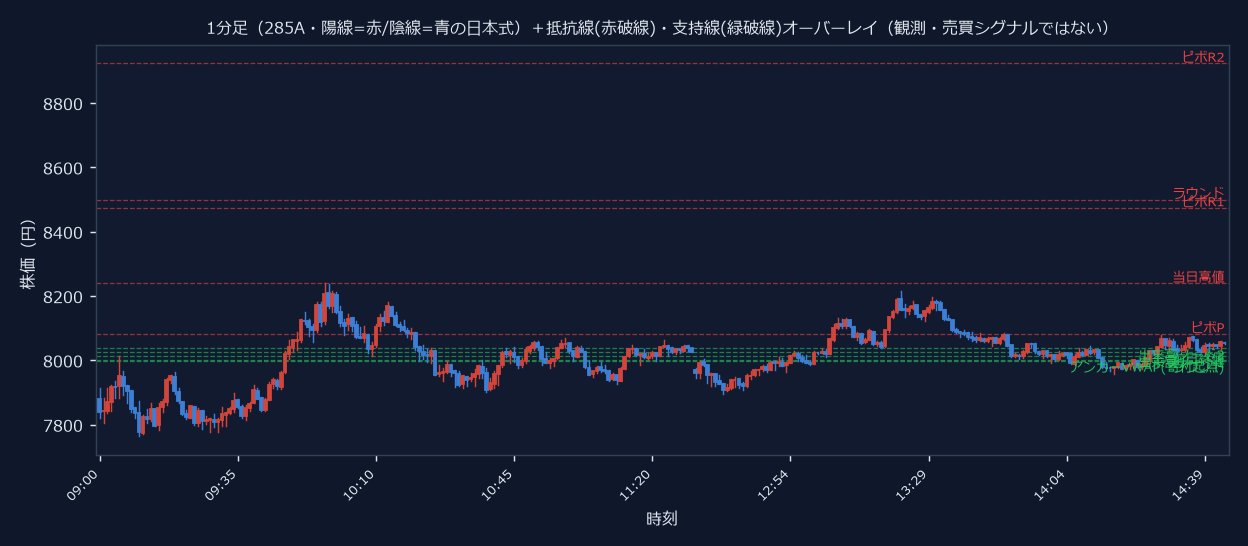 1分足（285A・陽線=赤/陰線=青の日本式）＋抵抗線(赤破線)・支持線(緑破線)オーバーレイ（観測・売買シグナルではない）
ピボR2
8800
8600
ラウンド
ピボR1
8400
株価（円）
当日高値
8200
ピボP
8000
7800
09:00
09:35
10:10
10:45
11:20
12:54
13:29
14:04
14:39
時刻